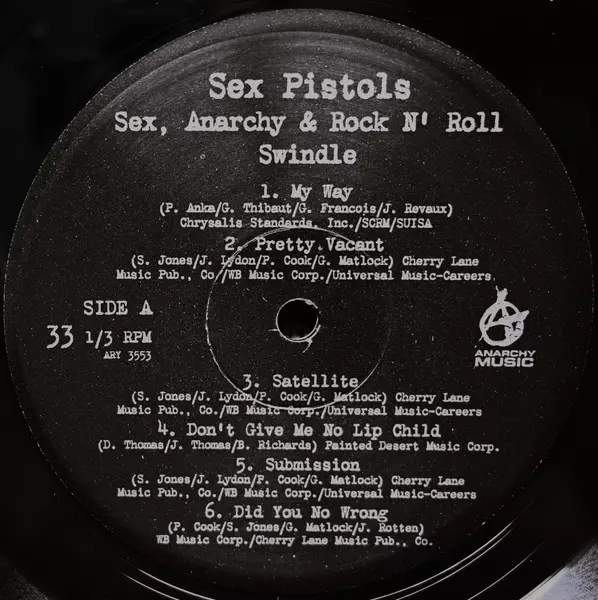 Sex Pistols
Sex, Anarchy & Rock N' Roll
Swindle
1. My Way
(P. Anka/G. Thibaut/G. Francois/J. Revaux)
Chrysalis Standards, Inc./SCRM/SUISA
2. Pretty Vacant
(S. Jones/J. Lydon/P. Cook/G. Matlock) Cherry Lane
Music Pub., Co./WB Music Corp./Universal Music-Careers
SIDE A
33 1/3 RPM
ARY 3553
ANARCHY
MUSIC
3. Satellite
(S. Jones/J. Lydon/P. Cook/G. Matlock) Cherry Lane
Music Pub., Co./WB Music Corp./Universal Music-Careers
4. Don't Give Me No Lip Child
(D. Thomas/J. Thomas/B. Richards) Painted Desert Music Corp.
5. Submission
(S. Jones/J. Lydon/P. Cook/G. Matlock) Cherry Lane
Music Pub., Co./WB Music Corp./Universal Music-Careers
6. Did You No Wrong
(P. Cook/S. Jones/G. Matlock/J. Rotten)
WB Music Corp./Cherry Lane Music Pub., Co.